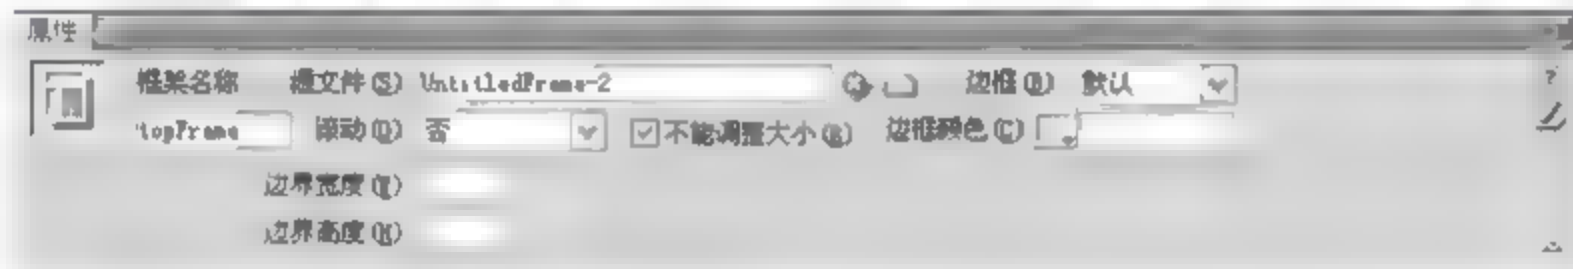 属性
框架名称 源文件(S) UntitledFrame-2 边框(B) 默认 ?
topFrame 滚动(O) 否 不能调整大小(R) 边框颜色(C)
边界宽度(W)
边界高度(H)